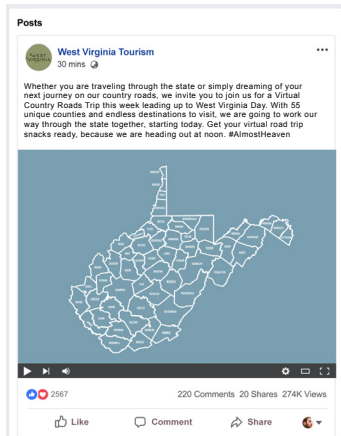 Posts
West Virginia Tourism
30 mins
Whether you are traveling through the state or simply dreaming of your
next journey on our country roads, we invite you to join us for a Virtual
Country Roads Trip this week leading up to West Virginia Day. With 55
unique counties and endless destinations to visit, we are going to work our
way through the state together, starting today. Get your virtual road trip
snacks ready, because we are heading out at noon. #AlmostHeaven
2567
220 Comments 20 Shares 274K Views
Like
Comment
Share